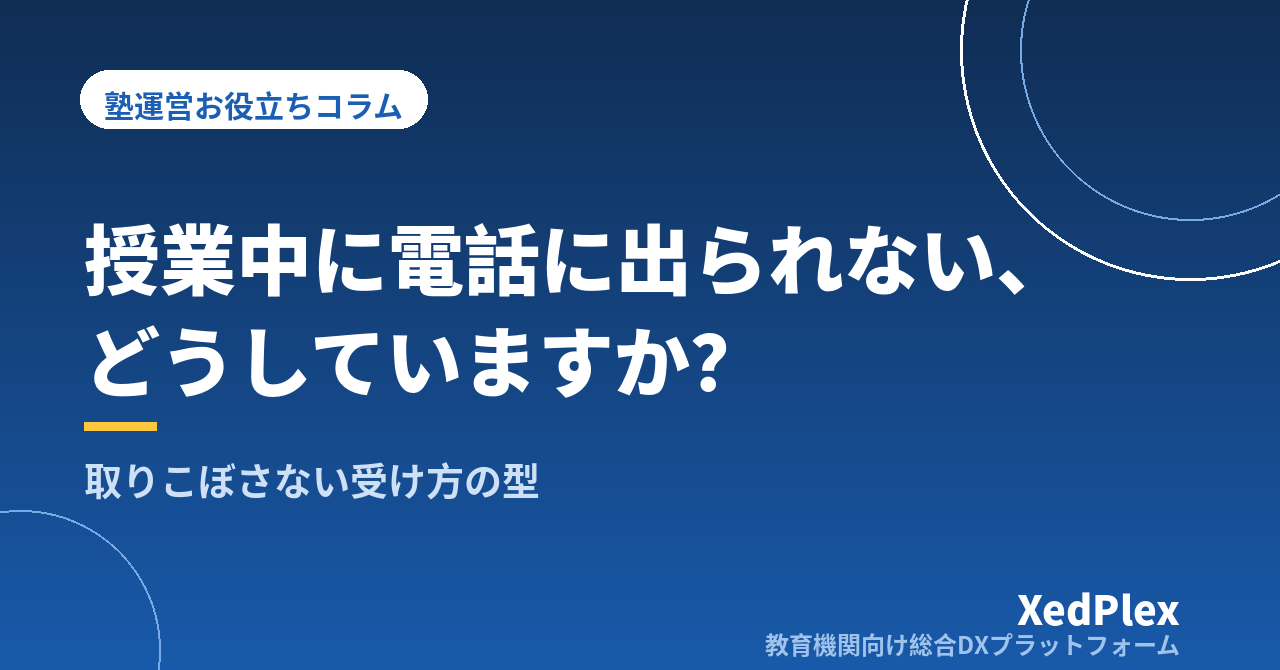 塾運営お役立ちコラム
授業中に電話に出られない、
どうしていますか?
取りこぼさない受け方の型
XedPlex
教育機関向け総合DXプラットフォーム